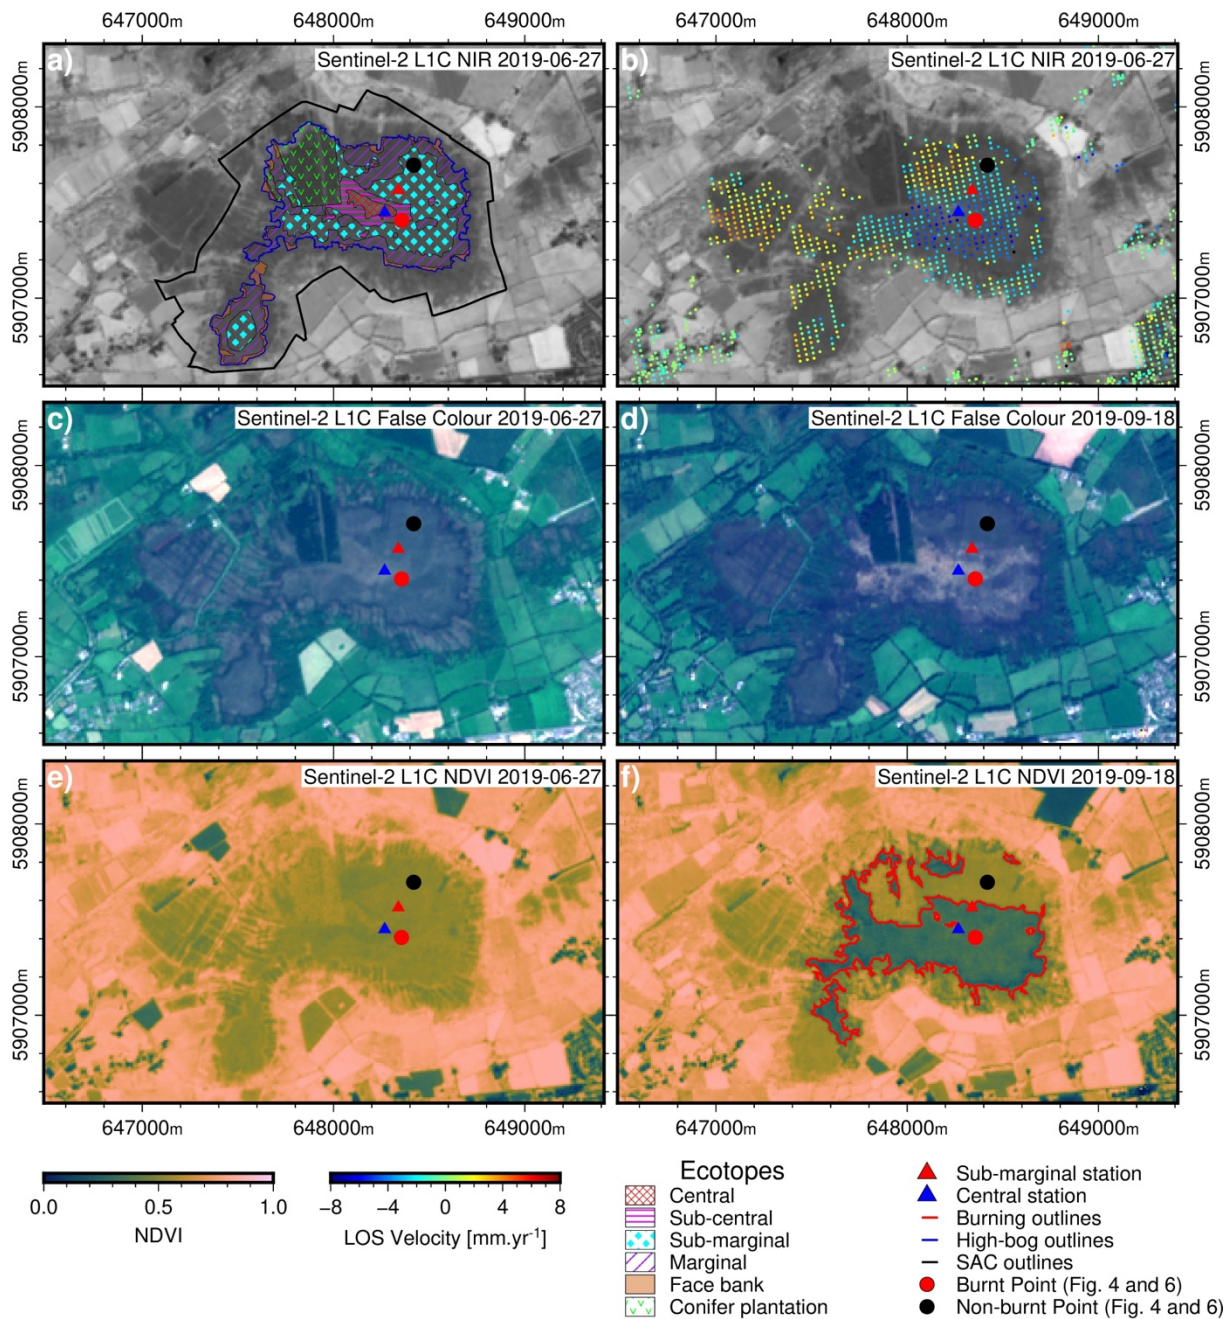 647000m 648000m 649000m 647000m 648000m 649000m
a) Sentinel-2 L1C NIR 2019-06-27
b) Sentinel-2 L1C NIR 2019-06-27
5908000m
5907000m
5908000m
5907000m
c) Sentinel-2 L1C False Colour 2019-06-27
d) Sentinel-2 L1C False Colour 2019-09-18
5908000m
5907000m
5908000m
5907000m
e) Sentinel-2 L1C NDVI 2019-06-27
f) Sentinel-2 L1C NDVI 2019-09-18
5908000m
5907000m
5908000m
5907000m
647000m 648000m 649000m 647000m 648000m 649000m
0.0 0.5 1.0
NDVI
−8 −6 −4 −2 0 2 4 6 8
LOS Velocity [mm.yr⁻¹]
Ecotopes
Central
Sub-central
Sub-marginal
Marginal
Face bank
Conifer plantation
Sub-marginal station
Central station
Burning outlines
High-bog outlines
SAC outlines
Burnt Point (Fig. 4 and 6)
Non-burnt Point (Fig. 4 and 6)